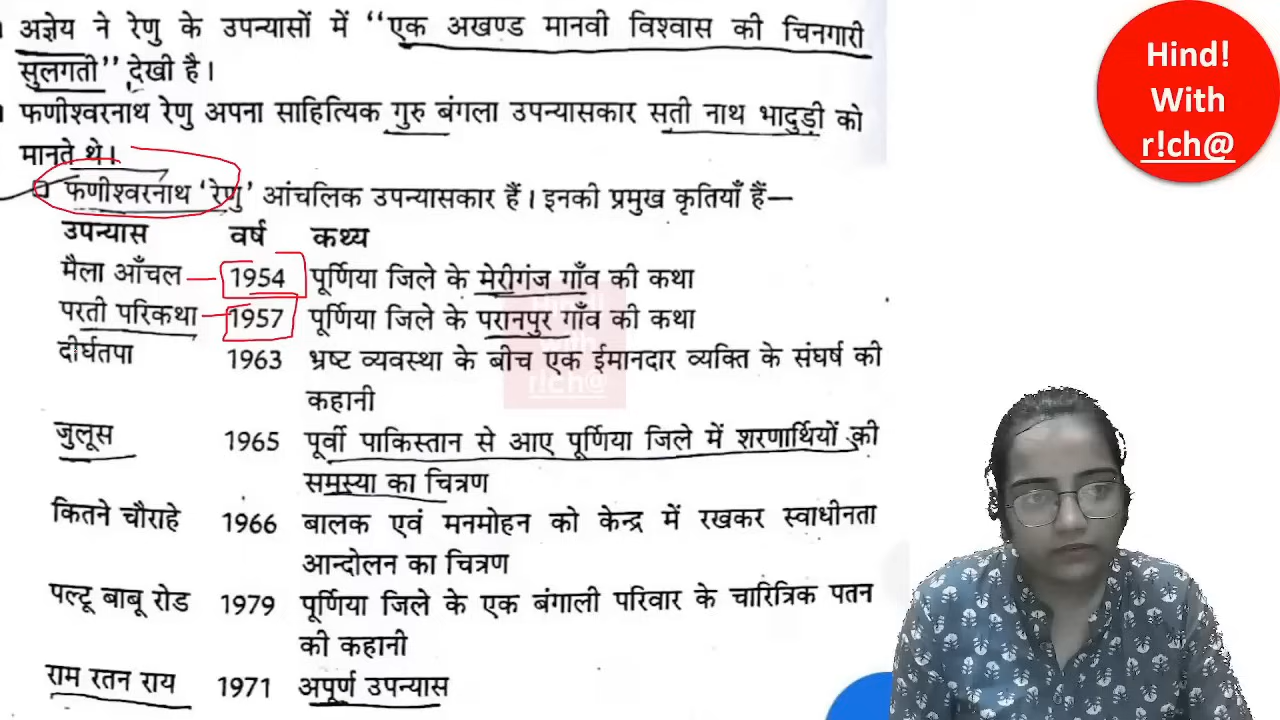 अज्ञेय ने रेणु के उपन्यासों में “एक अखण्ड मानवी विश्वास की चिनगारी
सुलगती” देखी है।
फणीश्वरनाथ रेणु अपना साहित्यिक गुरु बंगला उपन्यासकार सती नाथ भादुड़ी को
मानते थे।
फणीश्वरनाथ ‘रेणु’ आंचलिक उपन्यासकार हैं। इनकी प्रमुख कृतियाँ हैं—
उपन्यास वर्ष कथ्य
मैला आँचल 1954 पूर्णिया जिले के मेरीगंज गाँव की कथा
परती परिकथा 1957 पूर्णिया जिले के परानपुर गाँव की कथा
दीर्घतपा 1963 भ्रष्ट व्यवस्था के बीच एक ईमानदार व्यक्ति के संघर्ष की
कहानी
जुलूस 1965 पूर्वी पाकिस्तान से आए पूर्णिया जिले में शरणार्थियों की
समस्या का चित्रण
कितने चौराहे 1966 बालक एवं मनमोहन को केन्द्र में रखकर स्वाधीनता
आन्दोलन का चित्रण
पल्टू बाबू रोड 1979 पूर्णिया जिले के एक बंगाली परिवार के चारित्रिक पतन
की कहानी
राम रतन राय 1971 अपूर्ण उपन्यास
Hind!
With
r!ch@
Hind!
with
r!ch@